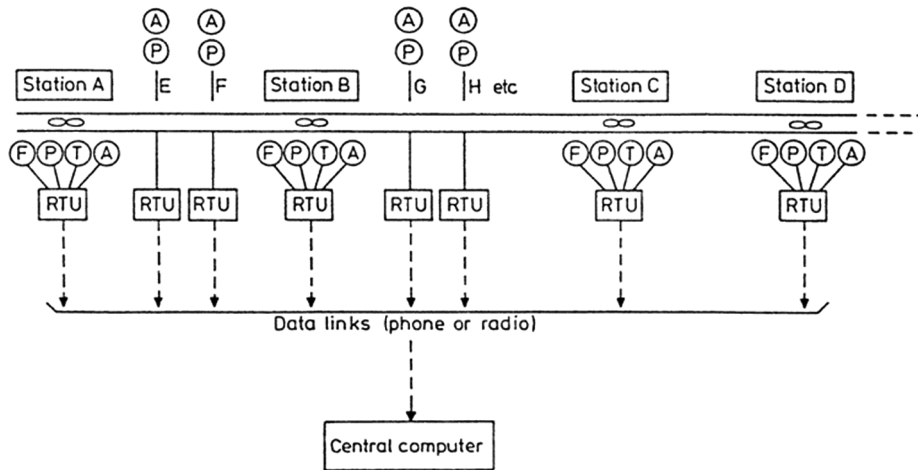 A A A A
P P P P
Station A E F Station B G H etc Station C Station D
F P T A F P T A F P T A F P T A
RTU RTU RTU RTU RTU RTU RTU RTU
Data links (phone or radio)
Central computer